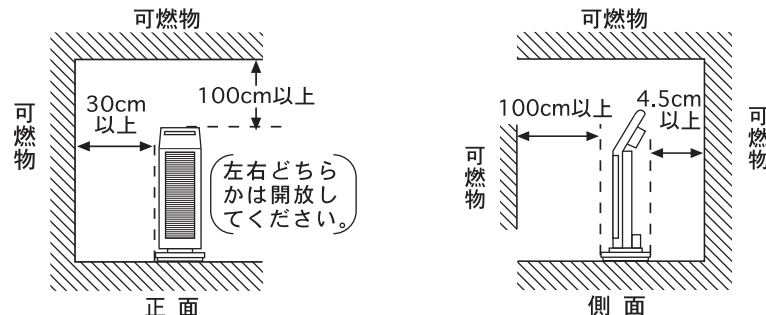 可燃物
可燃物
30cm
以上
100cm以上
左右どちら
かは開放し
てください。
正 面
可燃物
100cm以上
4.5cm
以上
可燃物
可燃物
側 面